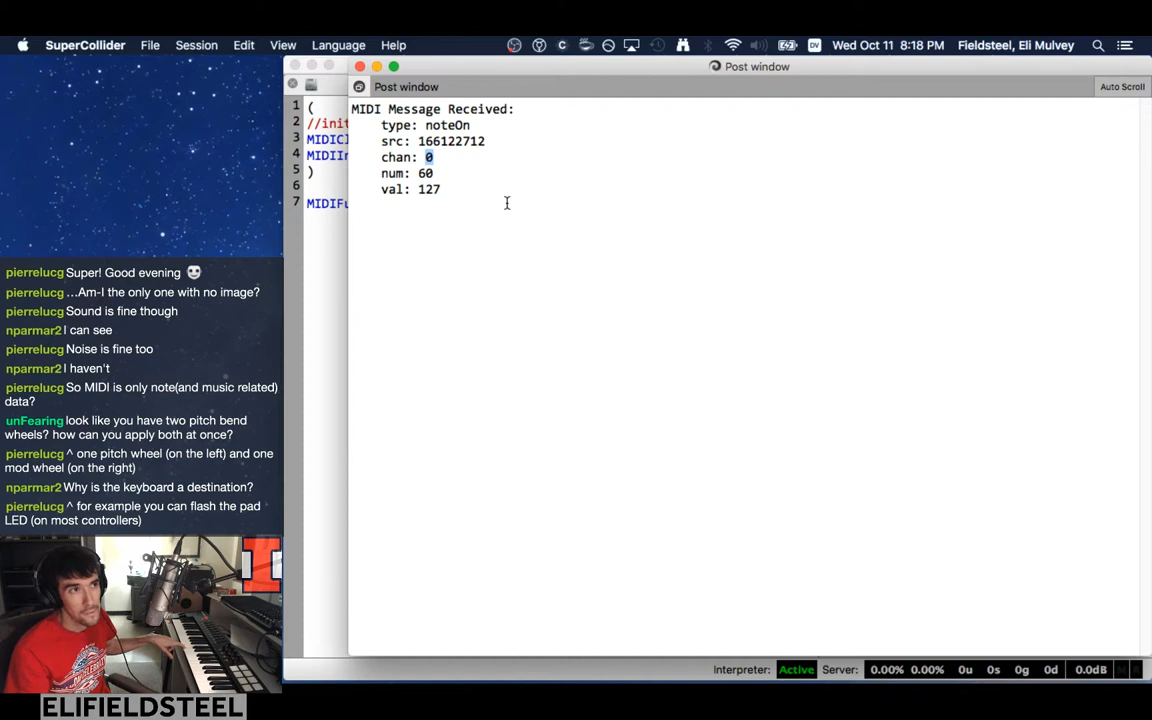 SuperCollider File Session Edit View Language Help DV Wed Oct 11 8:18 PM Fieldsteel, Eli Mulvey
Post window
Post window Auto Scroll
MIDI Message Received:
type: noteOn
src: 166122712
chan: 0
num: 60
val: 127
1 (
2 //init
3 MIDICl
4 MIDIIn
5 )
6
7 MIDIFu
pierrelucg Super! Good evening
pierrelucg …Am-I the only one with no image?
pierrelucg Sound is fine though
nparmar2 I can see
pierrelucg Noise is fine too
nparmar2 I haven't
pierrelucg So MIDI is only note(and music related)
data?
unFearing look like you have two pitch bend
wheels? how can you apply both at once?
pierrelucg ^ one pitch wheel (on the left) and one
mod wheel (on the right)
nparmar2 Why is the keyboard a destination?
pierrelucg ^ for example you can flash the pad
LED (on most controllers)
ELIFIELDSTEEL
Interpreter: Active Server: 0.00% 0.00% 0u 0s 0g 0d 0.0dB M